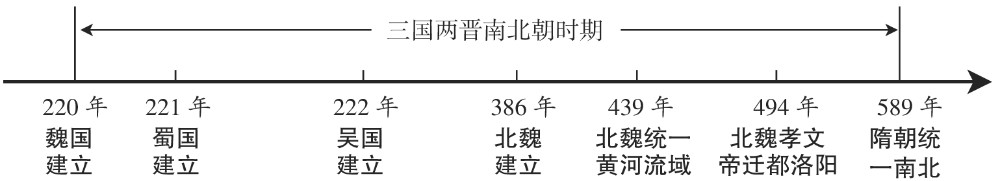 三国两晋南北朝时期
220 年 221 年 222 年 386 年 439 年 494 年 589 年
魏国 蜀国 吴国 北魏 北魏统一 北魏孝文 隋朝统
建立 建立 建立 建立 黄河流域 帝迁都洛阳 一南北